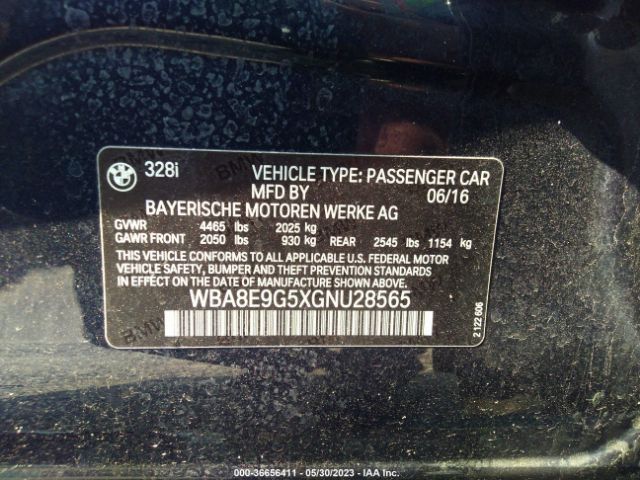 328i VEHICLE TYPE: PASSENGER CAR
MFD BY 06/16
BAYERISCHE MOTOREN WERKE AG
GVWR 4465 lbs 2025 kg
GAWR FRONT 2050 lbs 930 kg REAR 2545 lbs 1154 kg
THIS VEHICLE CONFORMS TO ALL APPLICABLE U.S. FEDERAL MOTOR
VEHICLE SAFETY, BUMPER AND THEFT PREVENTION STANDARDS IN
EFFECT ON THE DATE OF MANUFACTURE SHOWN ABOVE.
WBA8E9G5XGNU28565
2 122 606
000-36656411 — 05/30/2023 — IAA Inc.